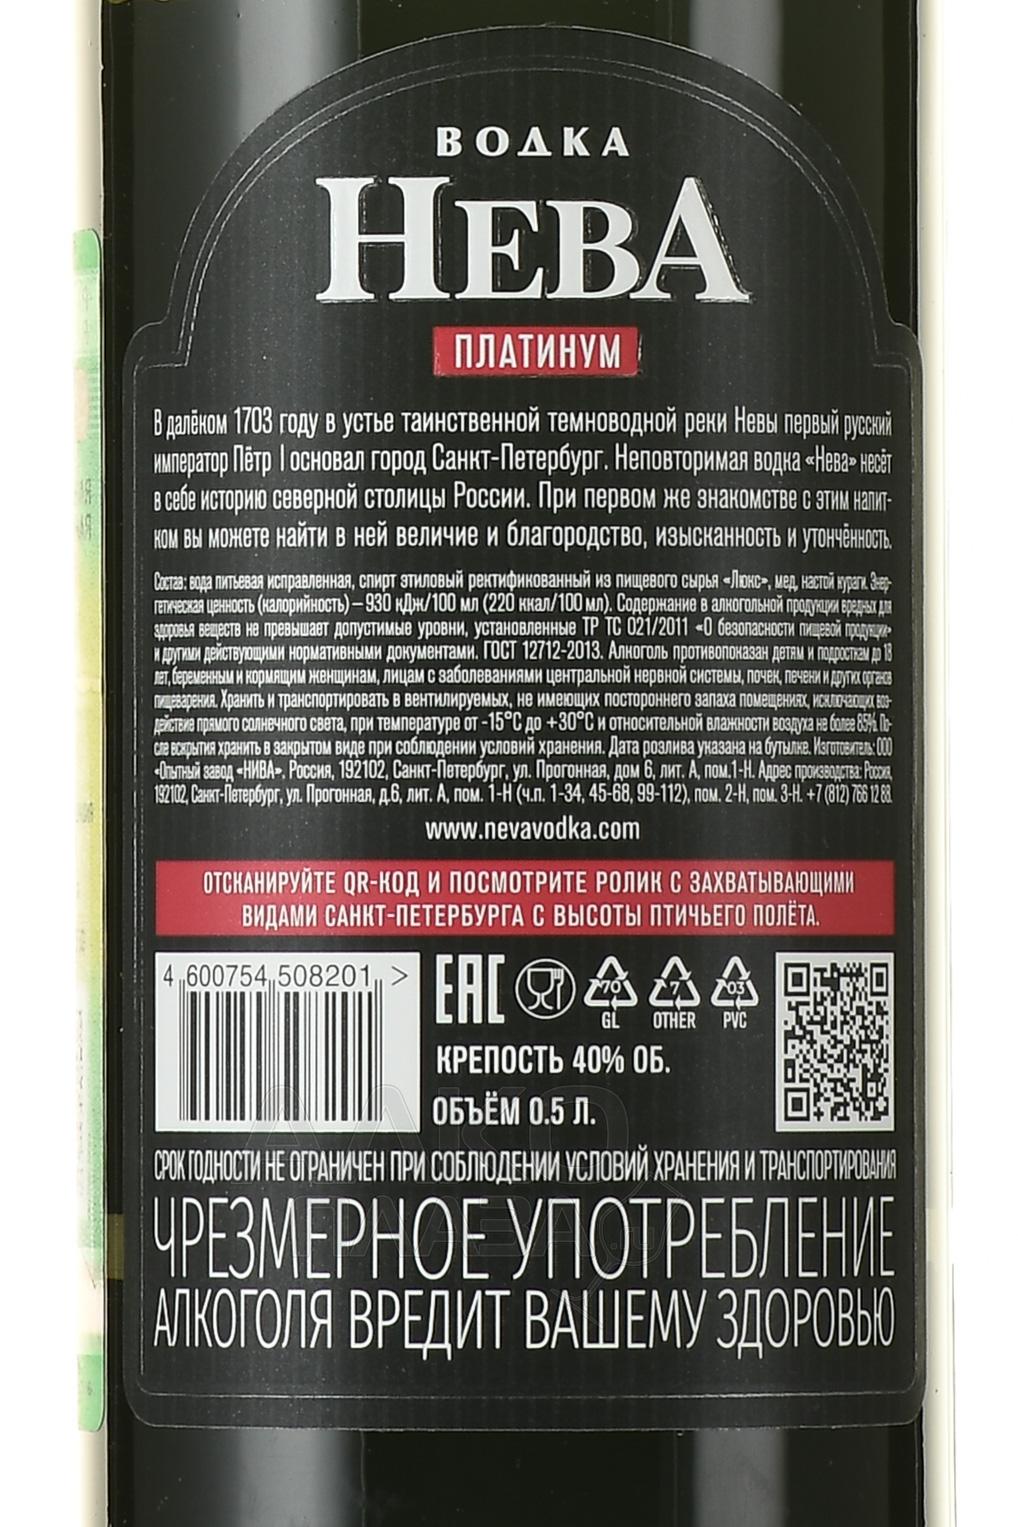 ВОДКА
НЕВА
ПЛАТИНУМ
В далёком 1703 году в устье таинственной темноводной реки Невы первый русский
император Пётр I основал город Санкт-Петербург. Неповторимая водка «Нева» несёт
в себе историю северной столицы России. При первом же знакомстве с этим напит-
ком вы можете найти в ней величие и благородство, изысканность и утончённость.
Состав: вода питьевая исправленная, спирт этиловый ректификованный из пищевого сырья «Люкс», мед, настой кураги. Энер-
гетическая ценность (калорийность) – 930 кДж/100 мл (220 ккал/100 мл). Содержание в алкогольной продукции вредных для
здоровья веществ не превышает допустимые уровни, установленные ТР ТС 021/2011 «О безопасности пищевой продукции»
и другими действующими нормативными документами. ГОСТ 12712-2013. Алкоголь противопоказан детям и подросткам до 18
лет, беременным и кормящим женщинам, лицам с заболеваниями центральной нервной системы, почек, печени и других органов
пищеварения. Хранить и транспортировать в вентилируемых, не имеющих постороннего запаха помещениях, исключающих воз-
действие прямого солнечного света, при температуре от -15°С до +30°С и относительной влажности воздуха не более 85%. По-
сле вскрытия хранить в закрытом виде при соблюдении условий хранения. Дата розлива указана на бутылке. Изготовитель: ООО
«Опытный завод «НИВА». Россия, 192102, Санкт-Петербург, ул. Прогонная, дом 6, лит. А, пом.1-Н. Адрес производства: Россия,
192102, Санкт-Петербург, ул. Прогонная, д.6, лит. А, пом. 1-Н (ч.п. 1-34, 45-68, 99-112), пом. 2-Н, пом. 3-Н. +7 (812) 766 12 88.
www.nevavodka.com
ОТСКАНИРУЙТЕ QR-КОД И ПОСМОТРИТЕ РОЛИК С ЗАХВАТЫВАЮЩИМИ
ВИДАМИ САНКТ-ПЕТЕРБУРГА С ВЫСОТЫ ПТИЧЬЕГО ПОЛЁТА.
4 600754 508201 >
EAC
70 7 03
GL OTHER PVC
КРЕПОСТЬ 40% ОБ.
ОБЪЁМ 0.5 Л.
СРОК ГОДНОСТИ НЕ ОГРАНИЧЕН ПРИ СОБЛЮДЕНИИ УСЛОВИЙ ХРАНЕНИЯ И ТРАНСПОРТИРОВАНИЯ
ЧРЕЗМЕРНОЕ УПОТРЕБЛЕНИЕ
АЛКОГОЛЯ ВРЕДИТ ВАШЕМУ ЗДОРОВЬЮ